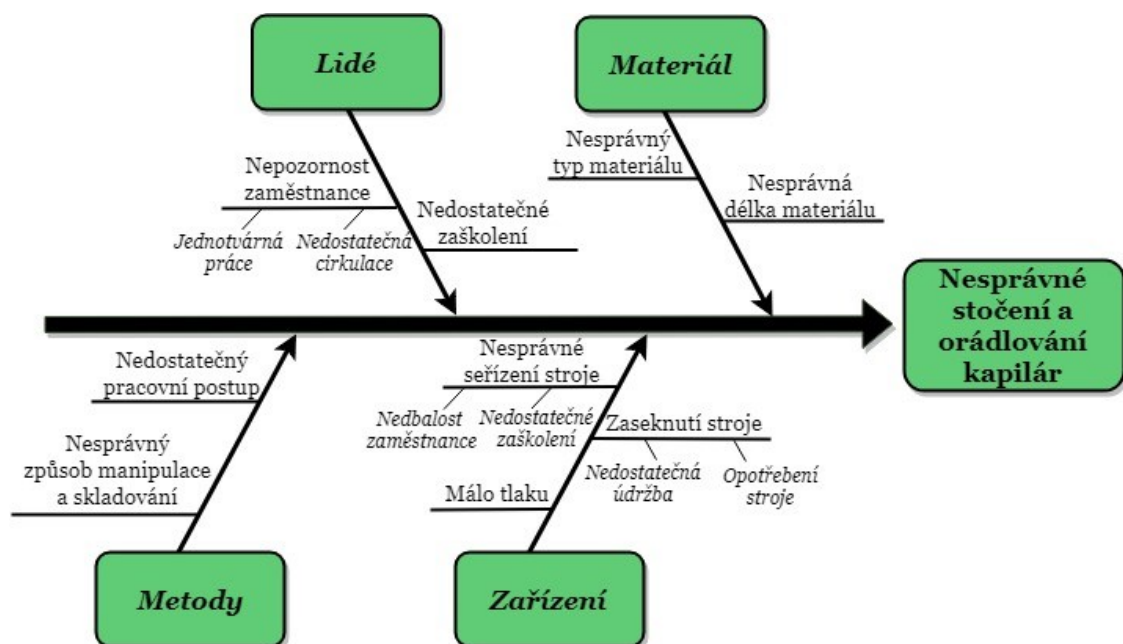 Lidé
Materiál
Nepozornost
zaměstnance
Jednotvárná
práce
Nedostatečná
cirkulace
Nedostatečné
zaškolení
Nesprávný
typ materiálu
Nesprávná
délka materiálu
Nesprávné
stočení a
orádlování
kapilár
Nedostatečný
pracovní postup
Nesprávný
způsob manipulace
a skladování
Nesprávné
seřízení stroje
Nedbalost
zaměstnance
Nedostatečné
zaškolení
Zaseknutí stroje
Nedostatečná
údržba
Opotřebení
stroje
Málo tlaku
Metody
Zařízení